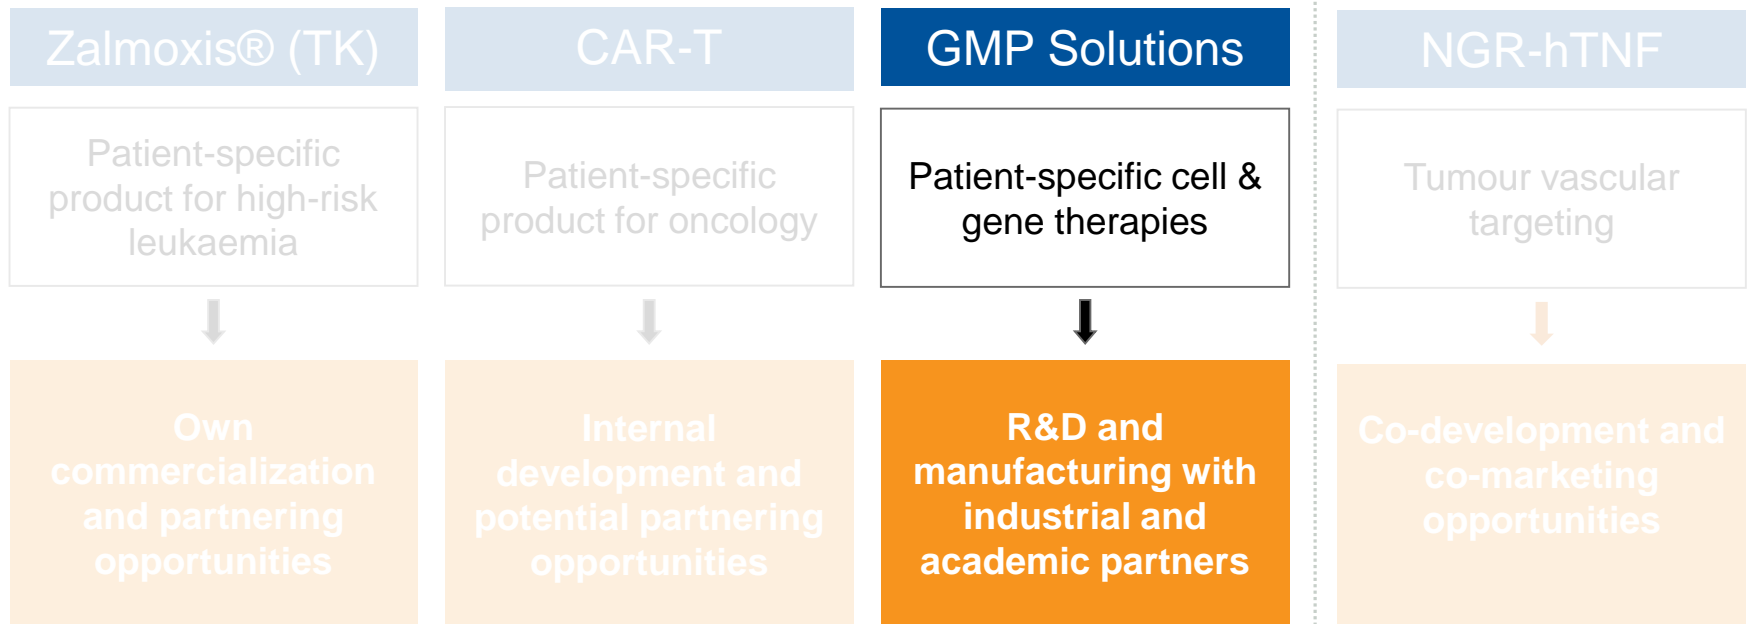 Zalmoxis® (TK)
Patient-specific
product for high-risk
leukaemia
Own
commercialization
and partnering
opportunities
CAR-T
Patient-specific
product for oncology
Internal
development and
potential partnering
opportunities
GMP Solutions
Patient-specific cell &
gene therapies
R&D and
manufacturing with
industrial and
academic partners
NGR-hTNF
Tumour vascular
targeting
Co-development and
co-marketing
opportunities